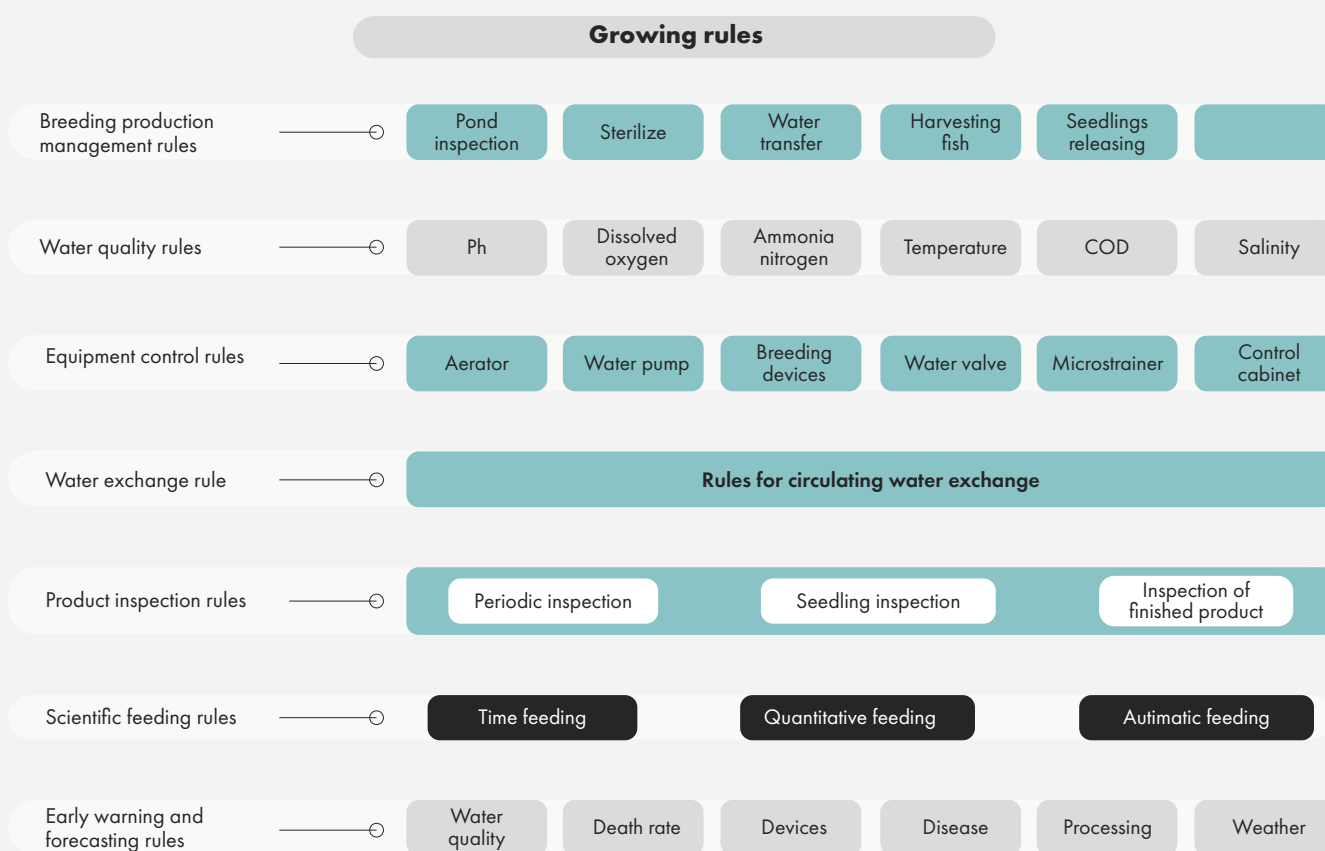 Growing rules
Breeding production
management rules
Pond
inspection
Sterilize
Water
transfer
Harvesting
fish
Seedlings
releasing
Water quality rules
Ph
Dissolved
oxygen
Ammonia
nitrogen
Temperature
COD
Salinity
Equipment control rules
Aerator
Water pump
Breeding
devices
Water valve
Microstrainer
Control
cabinet
Water exchange rule
Rules for circulating water exchange
Product inspection rules
Periodic inspection
Seedling inspection
Inspection of
finished product
Scientific feeding rules
Time feeding
Quantitative feeding
Autimatic feeding
Early warning and
forecasting rules
Water
quality
Death rate
Devices
Disease
Processing
Weather